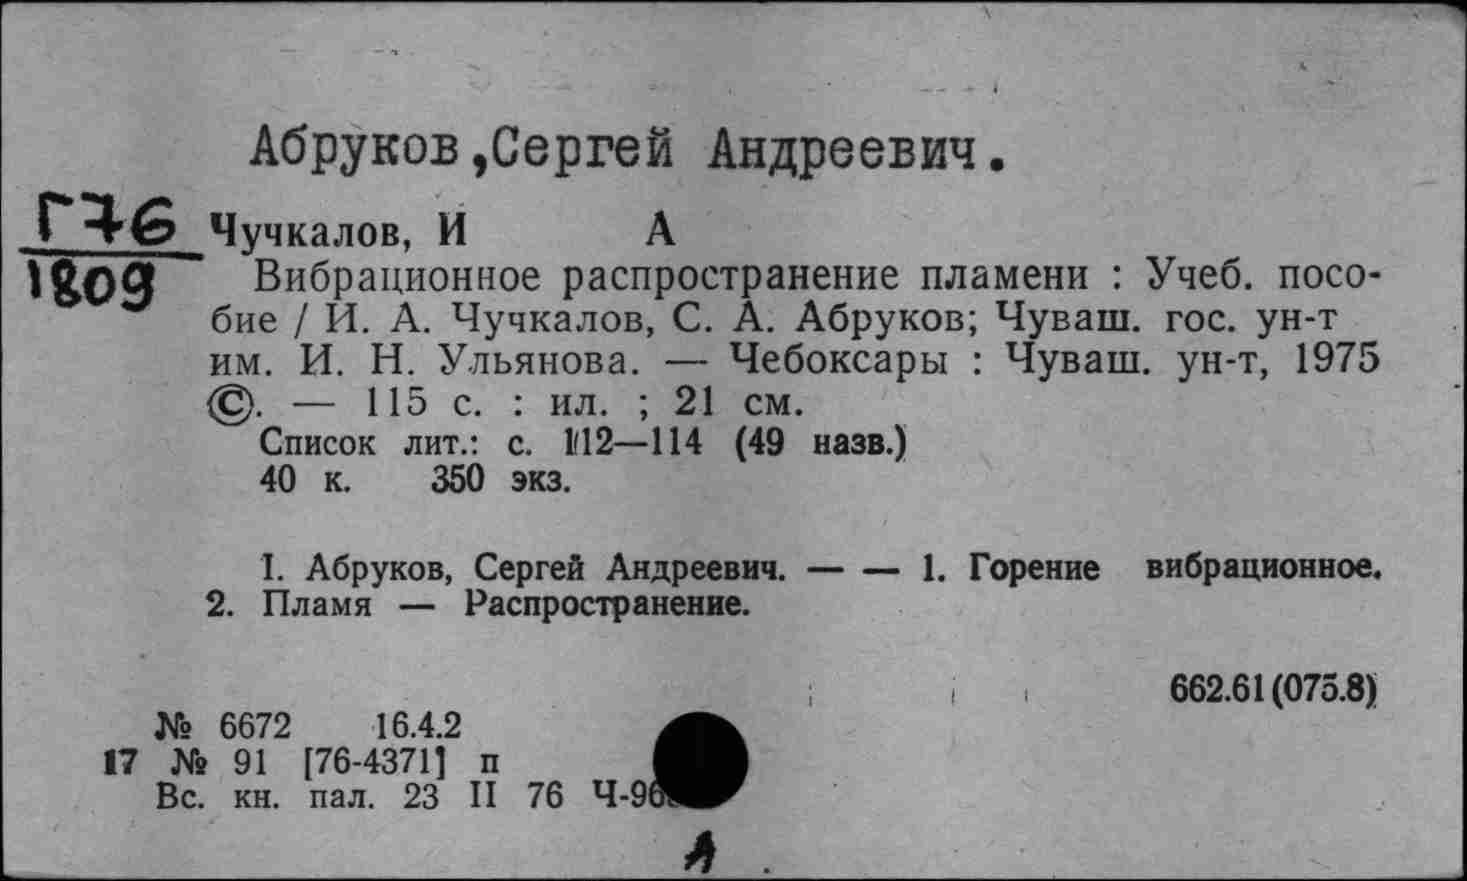 Абруков,Сергей Андреевич.
Г76 Чучкалов, И А
1809 Вибрационное распространение пламени : Учеб. посо-
бие / И. А. Чучкалов, С. А. Абруков; Чуваш. гос. ун-т
им. И. Н. Ульянова. — Чебоксары : Чуваш. ун-т, 1975
©. — 115 с. : ил. ; 21 см.
Список лит.: с. 112—114 (49 назв.)
40 к. 350 экз.
I. Абруков, Сергей Андреевич. — — 1. Горение вибрационное.
2. Пламя — Распространение.
662.61(075.8)
№ 6672 16.4.2
17 № 91 [76-4371] п
Вс. кн. пал. 23 II 76
А